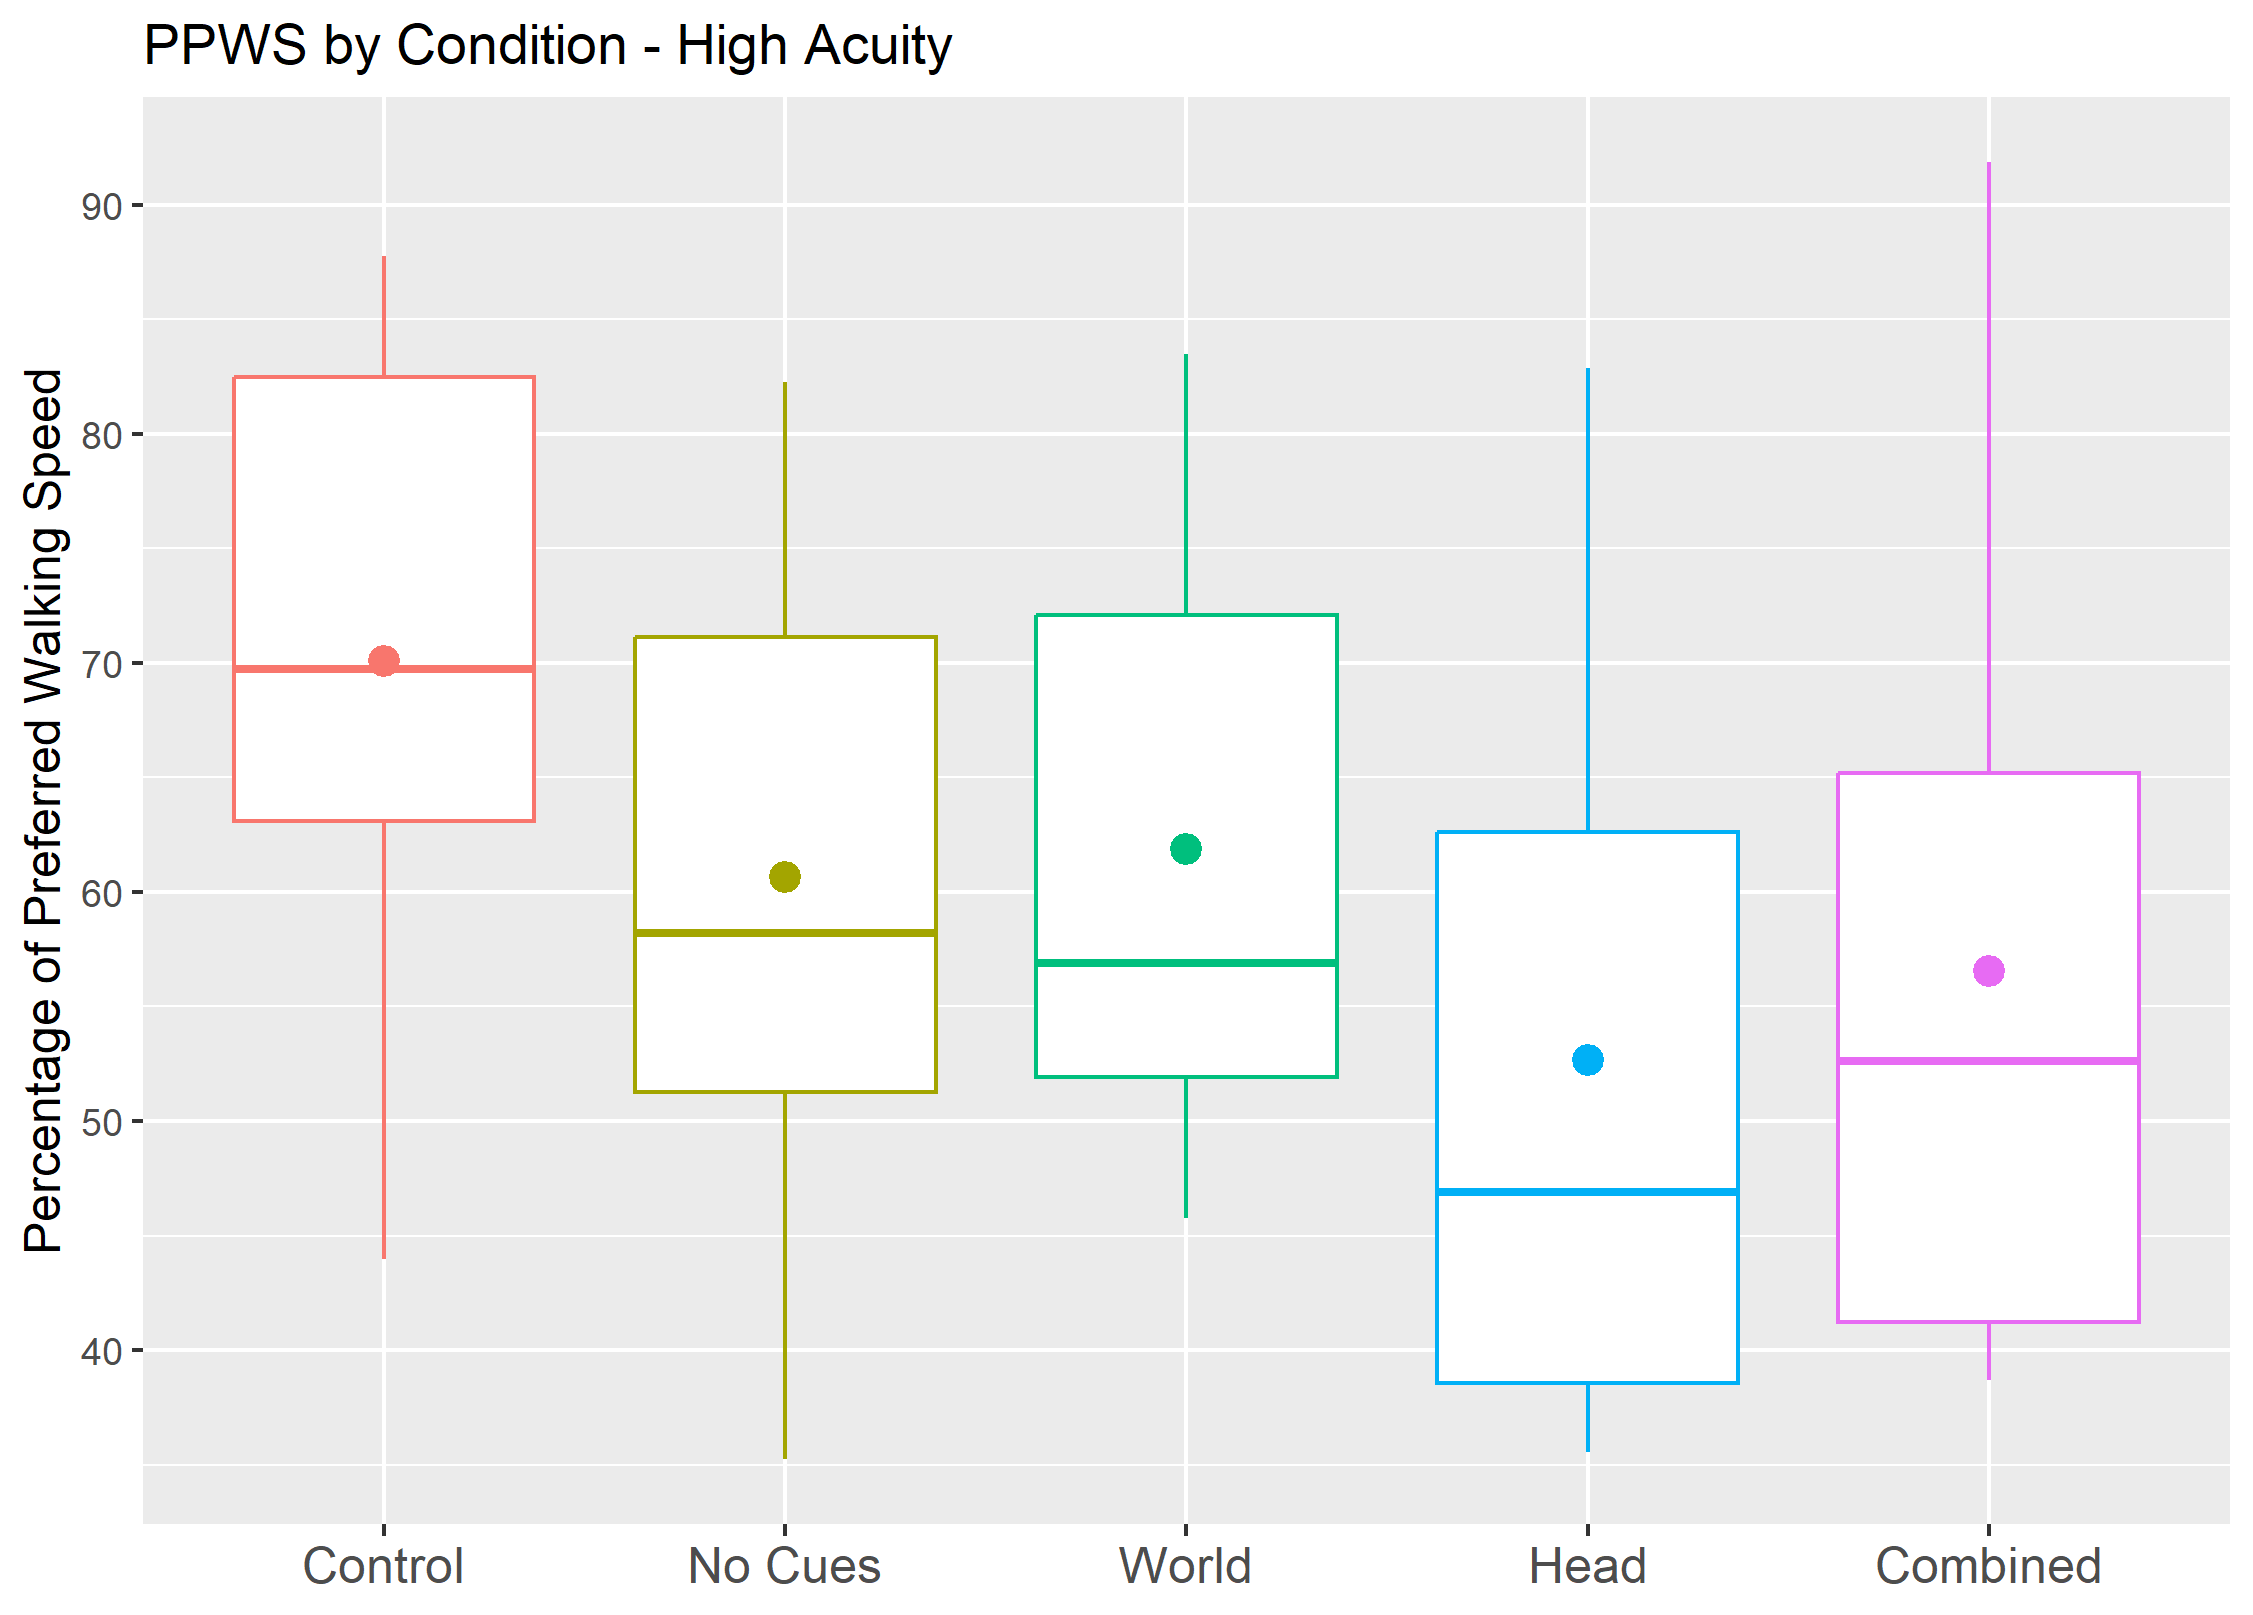 PPWS by Condition - High Acuity
Percentage of Preferred Walking Speed
90
80
70
60
50
40
Control
No Cues
World
Head
Combined